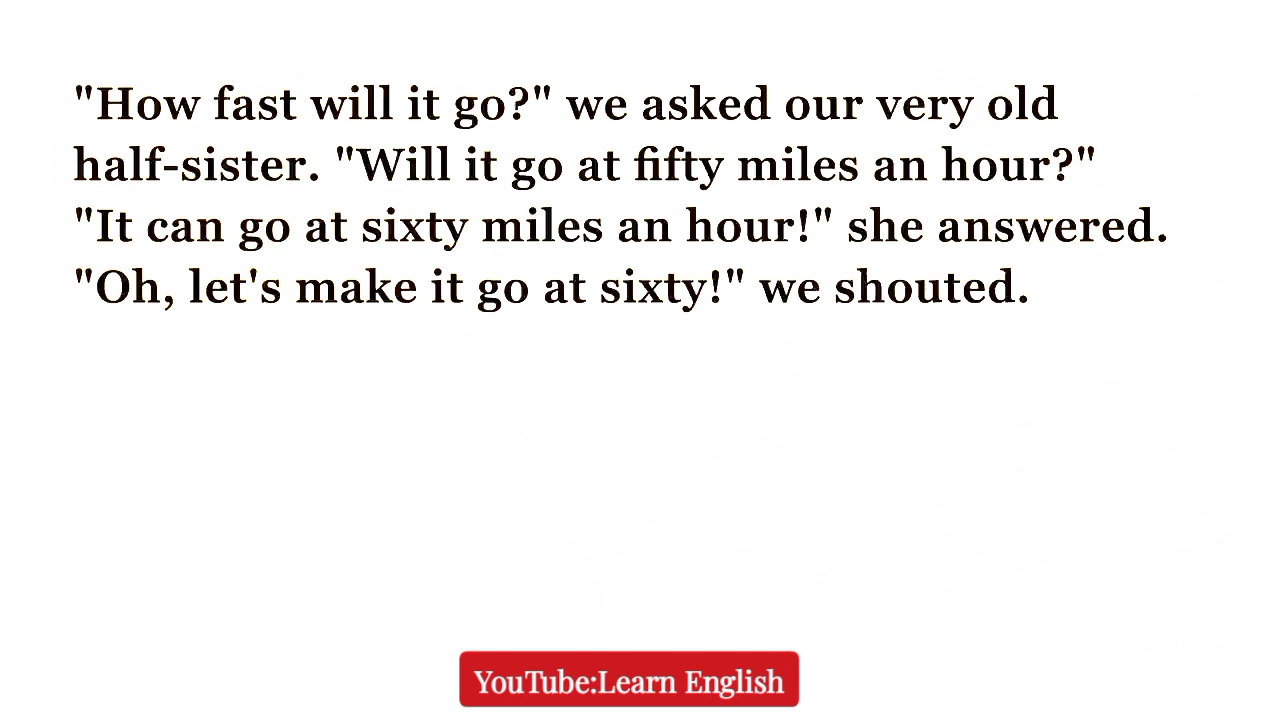 "How fast will it go?" we asked our very old
half-sister. "Will it go at fifty miles an hour?"
"It can go at sixty miles an hour!" she answered.
"Oh, let's make it go at sixty!" we shouted.
YouTube:Learn English